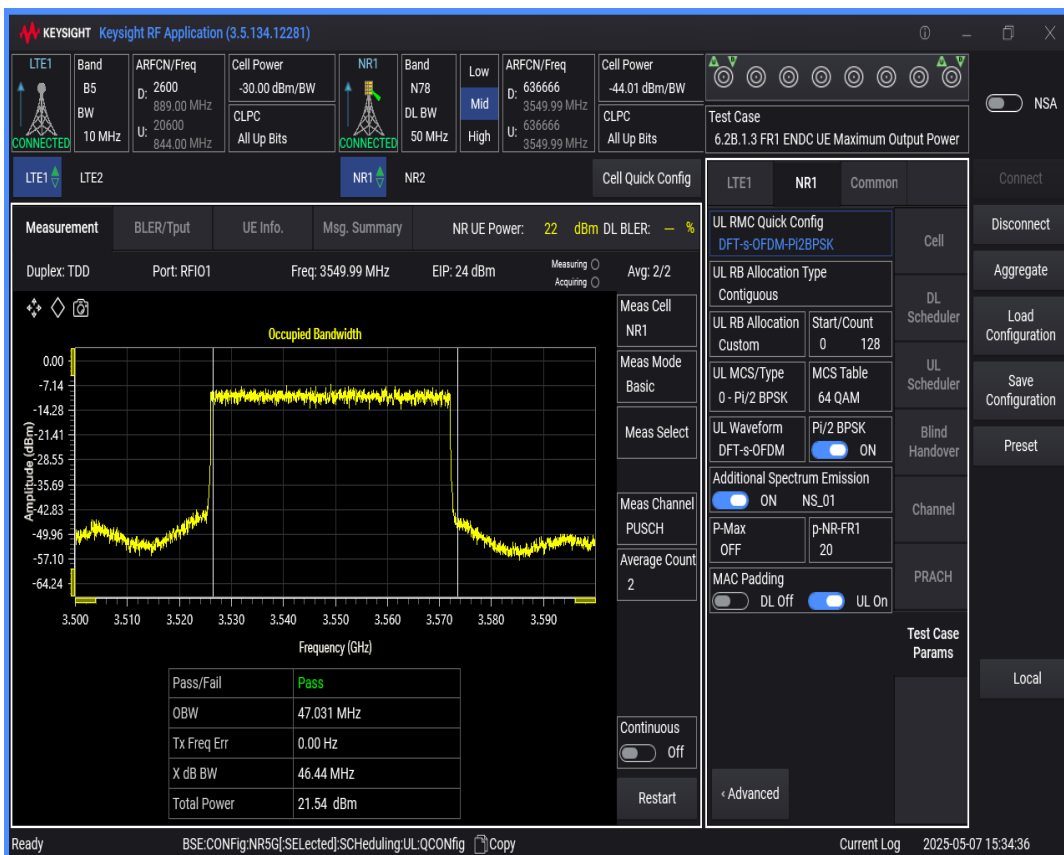 KEYSIGHT Keysight RF Application (3.5.134.12281)
LTE1 Band ARFCN/Freq Cell Power NR1 Band Low ARFCN/Freq Cell Power
B5 D: 2600 -30.00 dBm/BW N78 D: 636666 -44.01 dBm/BW
889.00 MHz Mid 3549.99 MHz
BW U: 20600 CLPC DL BW U: 636666 CLPC Test Case
CONNECTED 10 MHz 844.00 MHz All Up Bits CONNECTED 50 MHz High 3549.99 MHz All Up Bits 6.2B.1.3 FR1 ENDC UE Maximum Output Power
NSA
LTE1 LTE2 NR1 NR2 Cell Quick Config
Measurement BLER/Tput UE Info. Msg. Summary NR UE Power: 22 dBm DL BLER: — %
Duplex: TDD Port: RFIO1 Freq: 3549.99 MHz EIP: 24 dBm Measuring Avg: 2/2
Acquiring
Occupied Bandwidth
Amplitude (dBm)
0.00
-7.14
-14.28
-21.41
-28.55
-35.69
-42.83
-49.96
-57.10
-64.24
3.500 3.510 3.520 3.530 3.540 3.550 3.560 3.570 3.580 3.590
Frequency (GHz)
Pass/Fail Pass
OBW 47.031 MHz
Tx Freq Err 0.00 Hz
X dB BW 46.44 MHz
Total Power 21.54 dBm
Meas Cell
NR1
Meas Mode
Basic
Meas Select
Meas Channel
PUSCH
Average Count
2
Continuous
Off
Restart
LTE1 NR1 Common
UL RMC Quick Config
DFT-s-OFDM-Pi2BPSK
UL RB Allocation Type
Contiguous
UL RB Allocation Start/Count
Custom 0 128
UL MCS/Type MCS Table
0 - Pi/2 BPSK 64 QAM
UL Waveform Pi/2 BPSK
DFT-s-OFDM ON
Additional Spectrum Emission
ON NS_01
P-Max p-NR-FR1
OFF 20
MAC Padding
DL Off UL On
‹ Advanced
Cell
DL
Scheduler
UL
Scheduler
Blind
Handover
Channel
PRACH
Test Case
Params
Connect
Disconnect
Aggregate
Load
Configuration
Save
Configuration
Preset
Local
Ready BSE:CONFig:NR5G[:SELected]:SCHeduling:UL:QCONfig Copy Current Log 2025-05-07 15:34:36